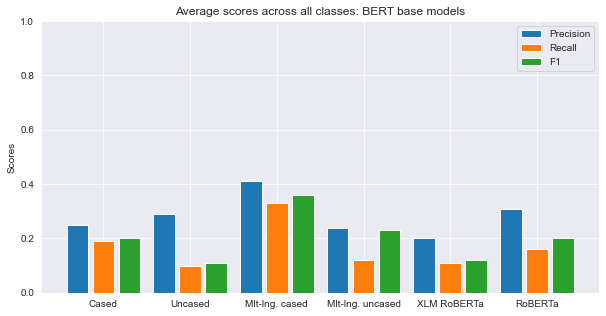 Average scores across all classes: BERT base models
Precision
Recall
F1
Scores
1.0
0.8
0.6
0.4
0.2
0.0
Cased Uncased Mlt-lng. cased Mlt-lng. uncased XLM RoBERTa RoBERTa